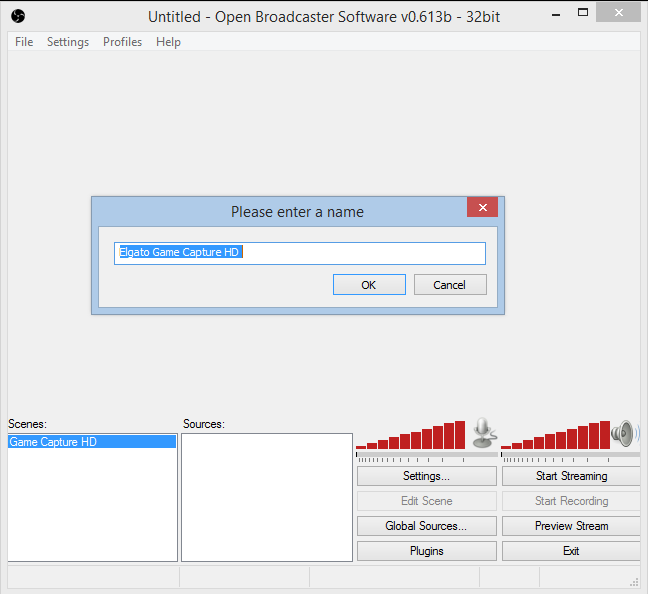 Untitled - Open Broadcaster Software v0.613b - 32bit
File Settings Profiles Help
Please enter a name
Elgato Game Capture HD
OK Cancel
Scenes: Sources:
Game Capture HD
Settings... Start Streaming
Edit Scene Start Recording
Global Sources... Preview Stream
Plugins Exit